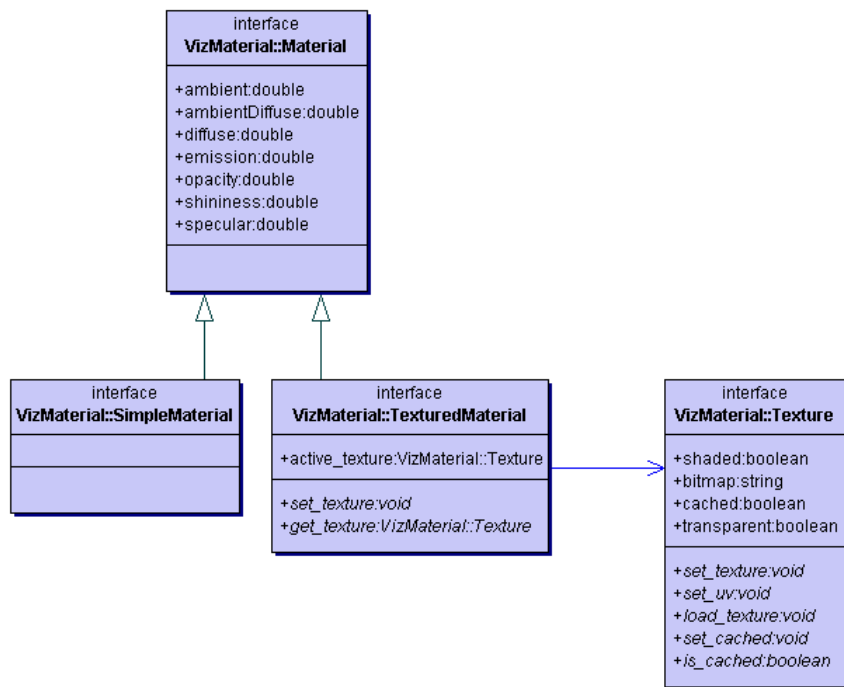 interface
VizMaterial::Material
+ambient:double
+ambientDiffuse:double
+diffuse:double
+emission:double
+opacity:double
+shininess:double
+specular:double
interface
VizMaterial::SimpleMaterial
interface
VizMaterial::TexturedMaterial
+active_texture:VizMaterial::Texture
+set_texture:void
+get_texture:VizMaterial::Texture
interface
VizMaterial::Texture
+shaded:boolean
+bitmap:string
+cached:boolean
+transparent:boolean
+set_texture:void
+set_uv:void
+load_texture:void
+set_cached:void
+is_cached:boolean